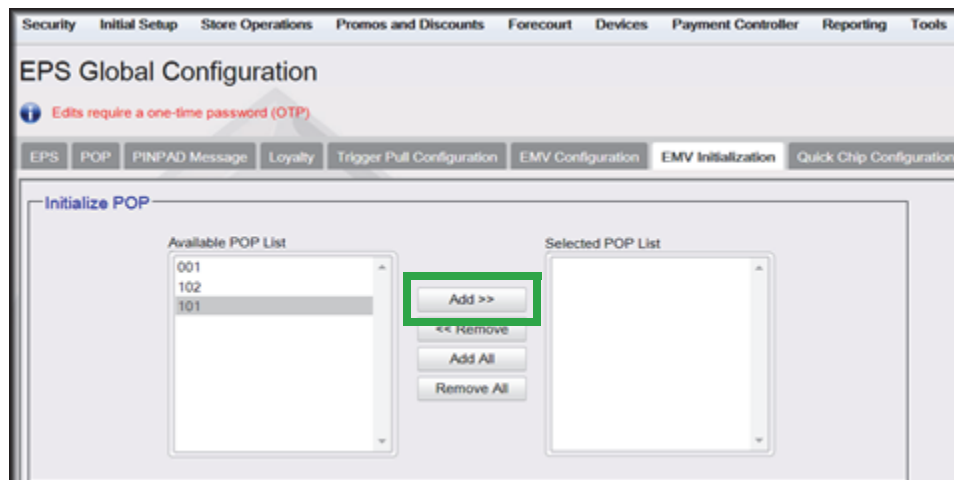 Security Initial Setup Store Operations Promos and Discounts Forecourt Devices Payment Controller Reporting Tools
EPS Global Configuration
Edits require a one-time password (OTP)
EPS POP PINPAD Message Loyalty Trigger Pull Configuration EMV Configuration EMV Initialization Quick Chip Configuration
Initialize POP
Available POP List
Selected POP List
001
102
101
Add >>
<< Remove
Add All
Remove All